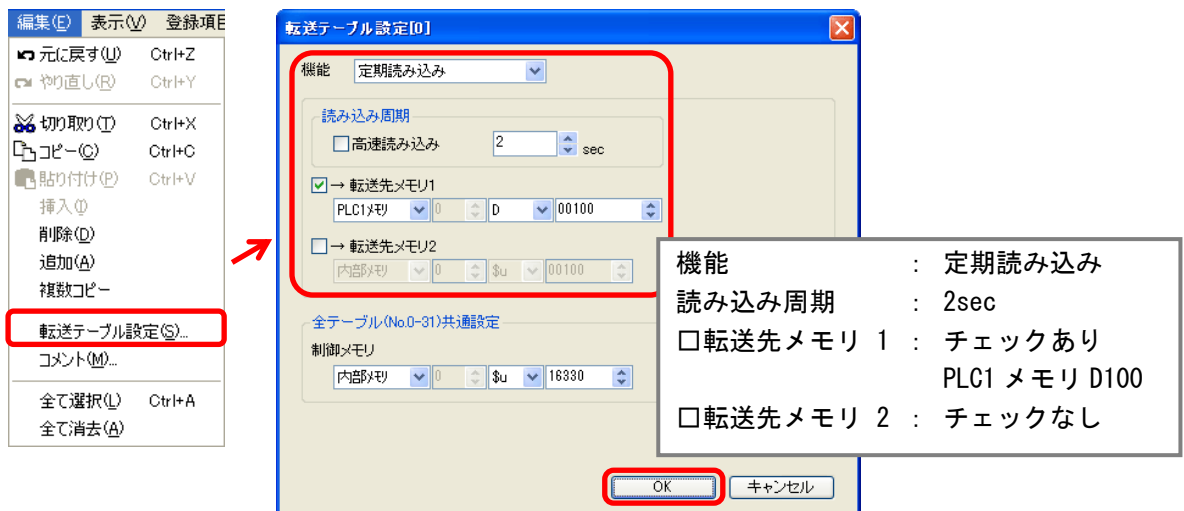 編集(E) 表示(V) 登録項目
元に戻す(U) Ctrl+Z
やり直し(R) Ctrl+Y
切り取り(T) Ctrl+X
コピー(C) Ctrl+C
貼り付け(P) Ctrl+V
挿入(I)
削除(D)
追加(A)
複数コピー
転送テーブル設定(S)...
コメント(M)...
全て選択(L) Ctrl+A
全て消去(A)
転送テーブル設定[0]
機能 定期読み込み
読み込み周期
高速読み込み 2 sec
→ 転送先メモリ1
PLC1メモリ 0 D 00100
→ 転送先メモリ2
内部メモリ 0 $u 00100
全テーブル(No.0-31)共通設定
制御メモリ
内部メモリ 0 $u 16330
OK キャンセル
機能 : 定期読み込み
読み込み周期 : 2sec
□転送先メモリ 1 : チェックあり
PLC1 メモリ D100
□転送先メモリ 2 : チェックなし